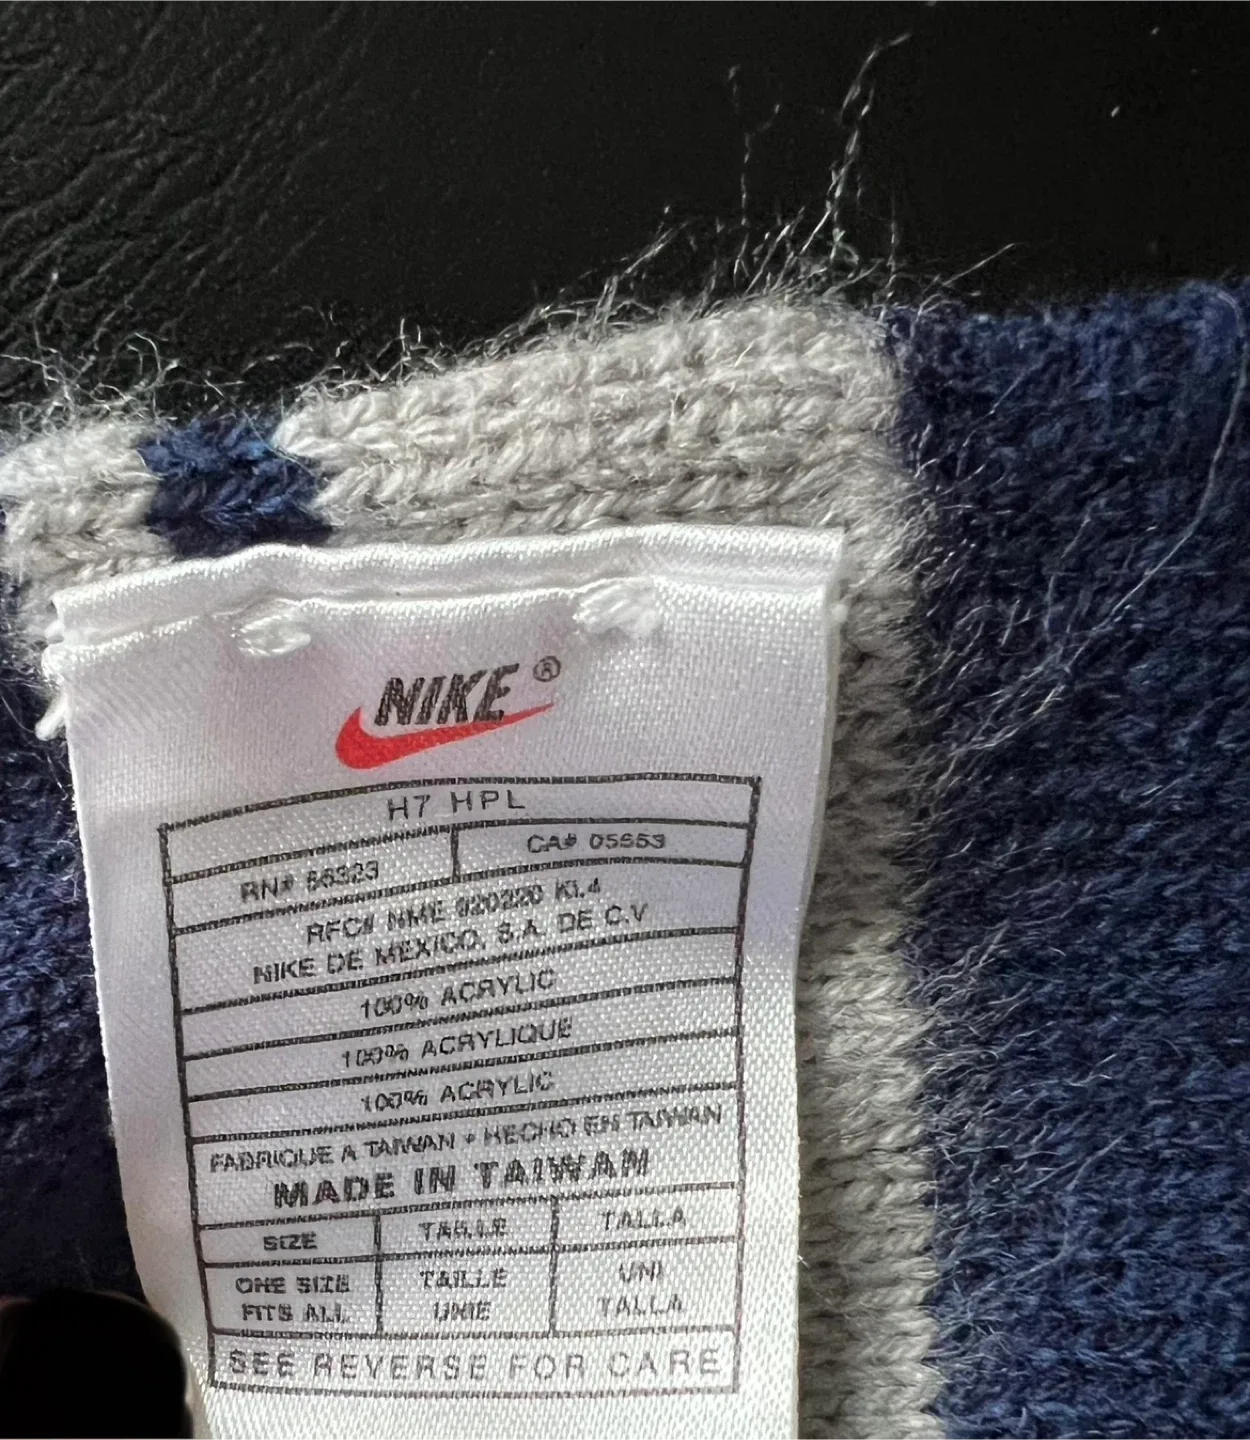 NIKE®
H7 HPL
RN# 56323 CA# 05553
RFC# NME 920220 KL4
NIKE DE MEXICO, S.A. DE C.V
100% ACRYLIC
100% ACRYLIQUE
100% ACRYLIC
FABRIQUE A TAIWAN • HECHO EN TAIWAN
MADE IN TAIWAN
SIZE TAILLE TALLA
ONE SIZE TAILLE UNI
FITS ALL UNIE TALLA
SEE REVERSE FOR CARE